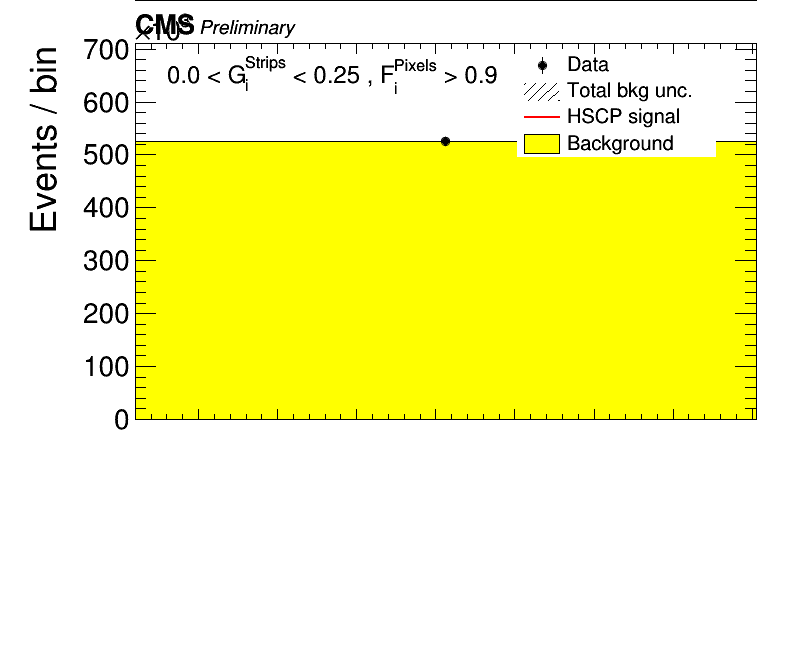 CMS Preliminary
700
0.0 < G_i^Strips < 0.25 , F_i^Pixels > 0.9
Data
600
Total bkg unc.
HSCP signal
500
Background
400
300
200
100
0
Events / bin